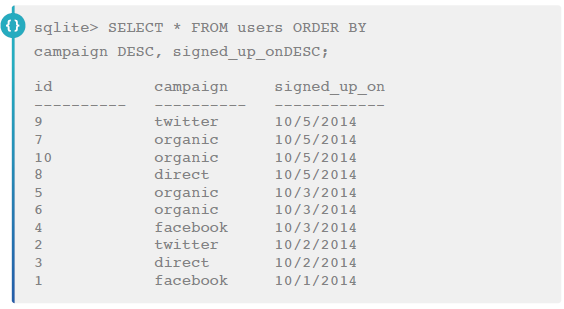 {}
sqlite> SELECT * FROM users ORDER BY
campaign DESC, signed_up_onDESC;
id campaign signed_up_on
---------- ---------- ------------
9 twitter 10/5/2014
7 organic 10/5/2014
10 organic 10/5/2014
8 direct 10/5/2014
5 organic 10/3/2014
6 organic 10/3/2014
4 facebook 10/3/2014
2 twitter 10/2/2014
3 direct 10/2/2014
1 facebook 10/1/2014